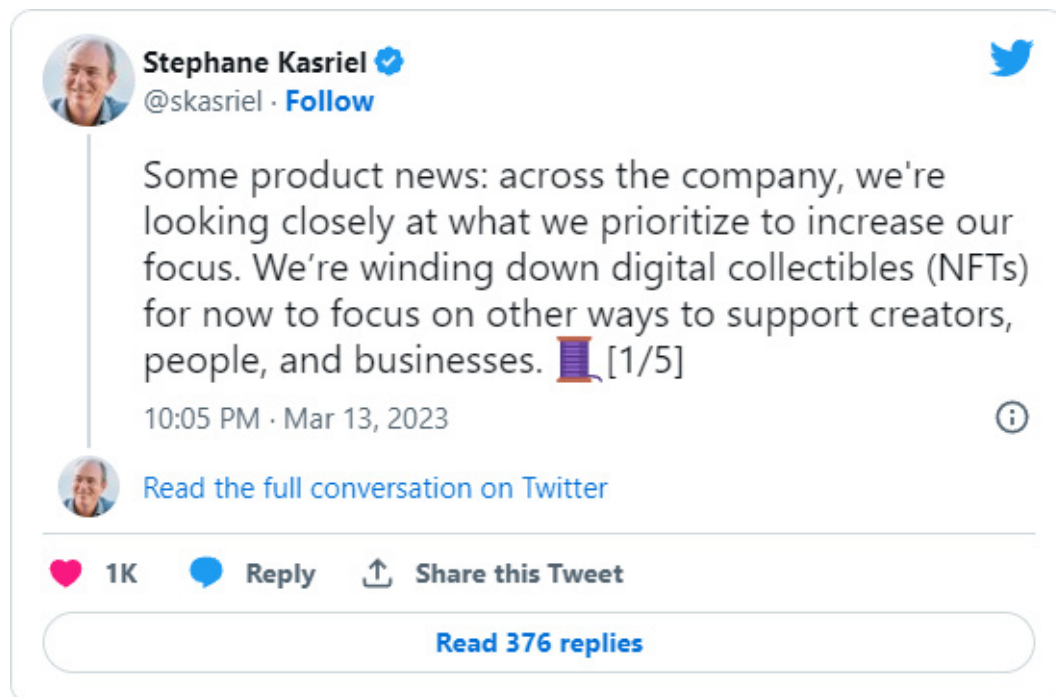 Stephane Kasriel
@skasriel · Follow
Some product news: across the company, we're
looking closely at what we prioritize to increase our
focus. We’re winding down digital collectibles (NFTs)
for now to focus on other ways to support creators,
people, and businesses. 🧵[1/5]
10:05 PM · Mar 13, 2023
Read the full conversation on Twitter
1K Reply Share this Tweet
Read 376 replies